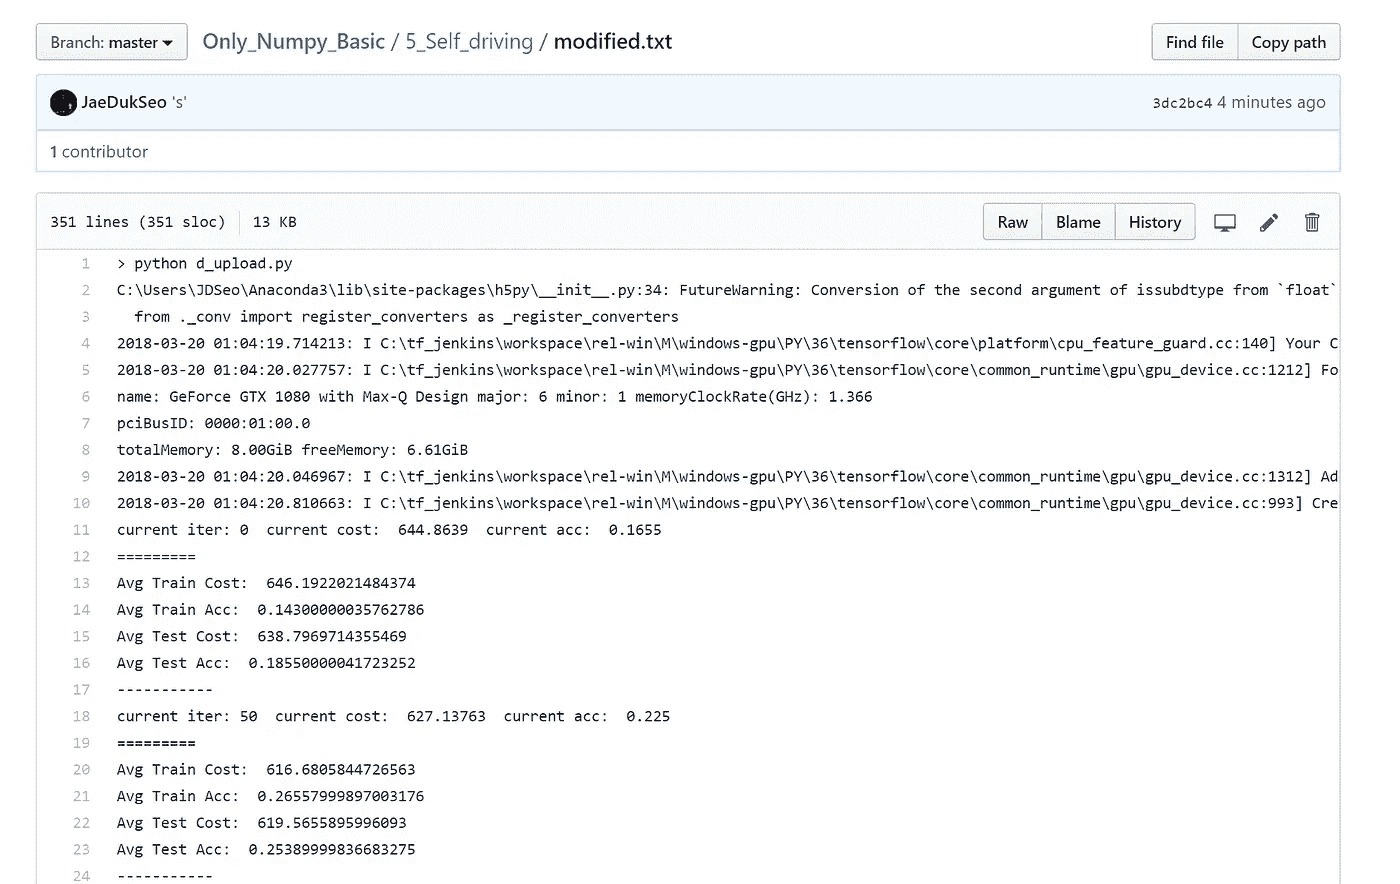 Branch: master Only_Numpy_Basic / 5_Self_driving / modified.txt Find file Copy path
JaeDukSeo 's' 3dc2bc4 4 minutes ago
1 contributor
351 lines (351 sloc) 13 KB Raw Blame History
1 > python d_upload.py
2 C:\Users\JDSeo\Anaconda3\lib\site-packages\h5py\__init__.py:34: FutureWarning: Conversion of the second argument of issubdtype from `float`
3 from ._conv import register_converters as _register_converters
4 2018-03-20 01:04:19.714213: I C:\tf_jenkins\workspace\rel-win\M\windows-gpu\PY\36\tensorflow\core\platform\cpu_feature_guard.cc:140] Your C
5 2018-03-20 01:04:20.027757: I C:\tf_jenkins\workspace\rel-win\M\windows-gpu\PY\36\tensorflow\core\common_runtime\gpu\gpu_device.cc:1212] Fo
6 name: GeForce GTX 1080 with Max-Q Design major: 6 minor: 1 memoryClockRate(GHz): 1.366
7 pciBusID: 0000:01:00.0
8 totalMemory: 8.00GiB freeMemory: 6.61GiB
9 2018-03-20 01:04:20.046967: I C:\tf_jenkins\workspace\rel-win\M\windows-gpu\PY\36\tensorflow\core\common_runtime\gpu\gpu_device.cc:1312] Ad
10 2018-03-20 01:04:20.810663: I C:\tf_jenkins\workspace\rel-win\M\windows-gpu\PY\36\tensorflow\core\common_runtime\gpu\gpu_device.cc:993] Cre
11 current iter: 0  current cost:  644.8639  current acc:  0.1655
12 =========
13 Avg Train Cost:  646.1922021484374
14 Avg Train Acc:  0.14300000035762786
15 Avg Test Cost:  638.7969714355469
16 Avg Test Acc:  0.18550000041723252
17 -----------
18 current iter: 50  current cost:  627.13763  current acc:  0.225
19 =========
20 Avg Train Cost:  616.6805844726563
21 Avg Train Acc:  0.26557999897003176
22 Avg Test Cost:  619.5655895996093
23 Avg Test Acc:  0.25389999836683275
24 -----------